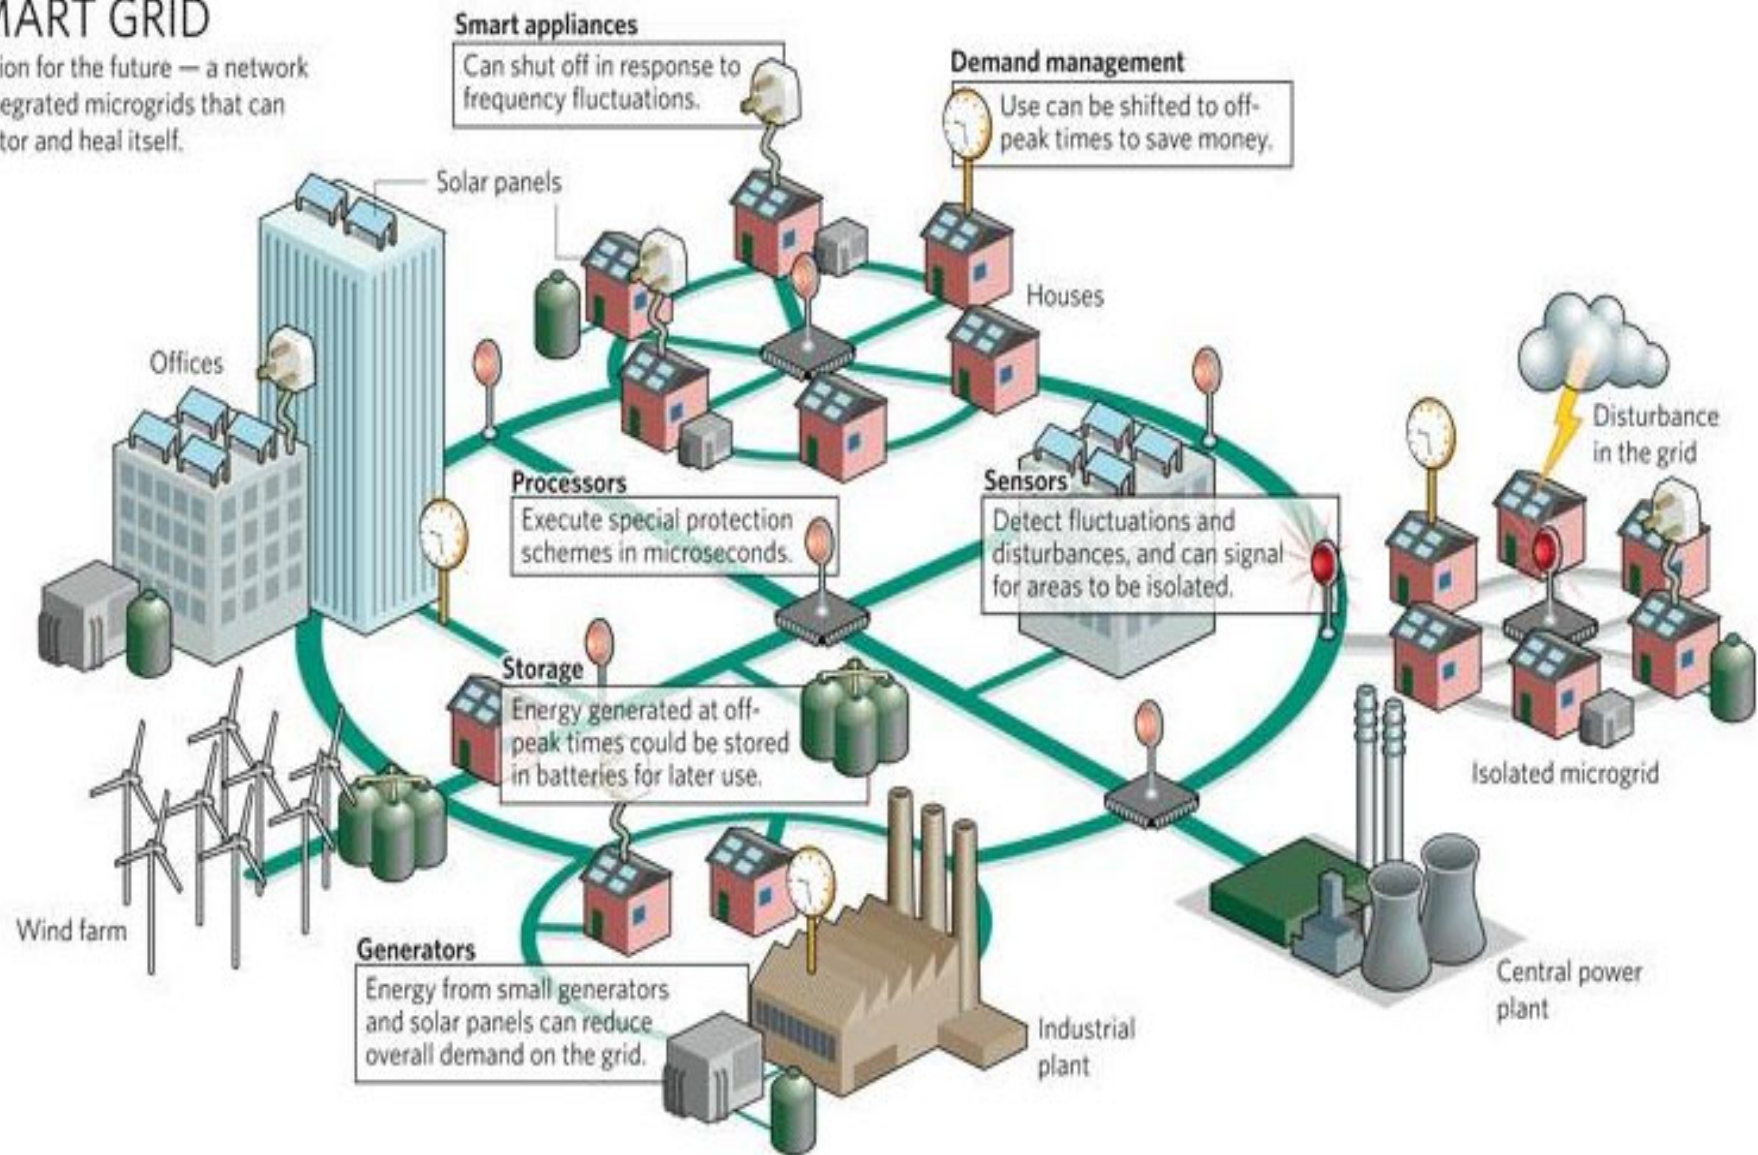 MART GRID
ion for the future — a network
egrated microgrids that can
tor and heal itself.
Smart appliances
Can shut off in response to
frequency fluctuations.
Demand management
Use can be shifted to off-
peak times to save money.
Solar panels
Houses
Offices
Disturbance
in the grid
Processors
Execute special protection
schemes in microseconds.
Sensors
Detect fluctuations and
disturbances, and can signal
for areas to be isolated.
Storage
Energy generated at off-
peak times could be stored
in batteries for later use.
Isolated microgrid
Wind farm
Generators
Energy from small generators
and solar panels can reduce
overall demand on the grid.
Central power
plant
Industrial
plant